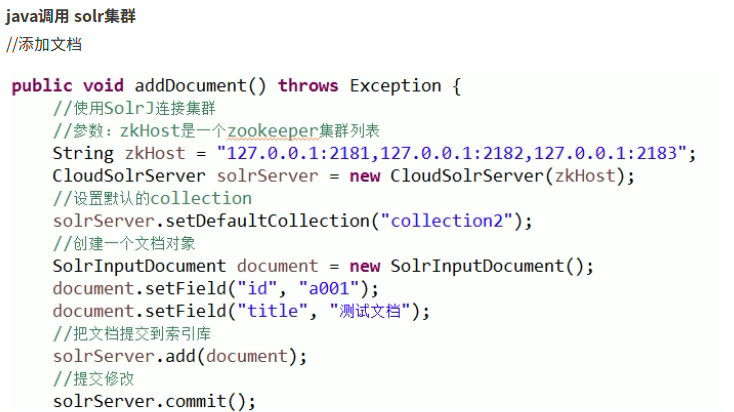 java调用 solr集群
//添加文档
public void addDocument() throws Exception {
//使用SolrJ连接集群
//参数：zkHost是一个zookeeper集群列表
String zkHost = "127.0.0.1:2181,127.0.0.1:2182,127.0.0.1:2183";
CloudSolrServer solrServer = new CloudSolrServer(zkHost);
//设置默认的collection
solrServer.setDefaultCollection("collection2");
//创建一个文档对象
SolrInputDocument document = new SolrInputDocument();
document.setField("id", "a001");
document.setField("title", "测试文档");
//把文档提交到索引库
solrServer.add(document);
//提交修改
solrServer.commit();